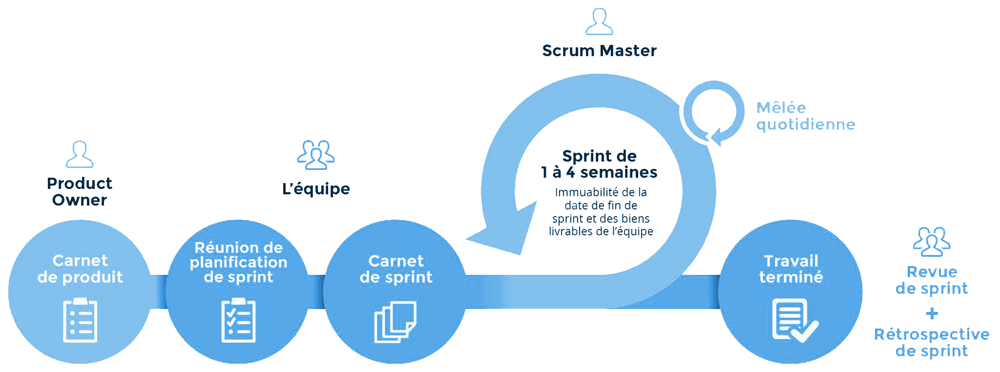 Scrum Master
Mêlée
quotidienne
Product
Owner
L'équipe
Sprint de
1 à 4 semaines
Immuabilité de la
date de fin de
sprint et des biens
livrables de l'équipe
Carnet
de produit
Réunion de
planification
de sprint
Carnet
de sprint
Travail
terminé
Revue
de sprint
+
Rétrospective
de sprint